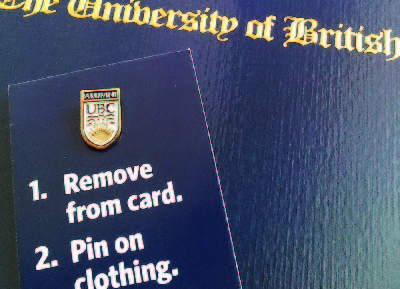 The University of British
ALUMNI
UBC
1. Remove
from card.
2. Pin on
clothing.